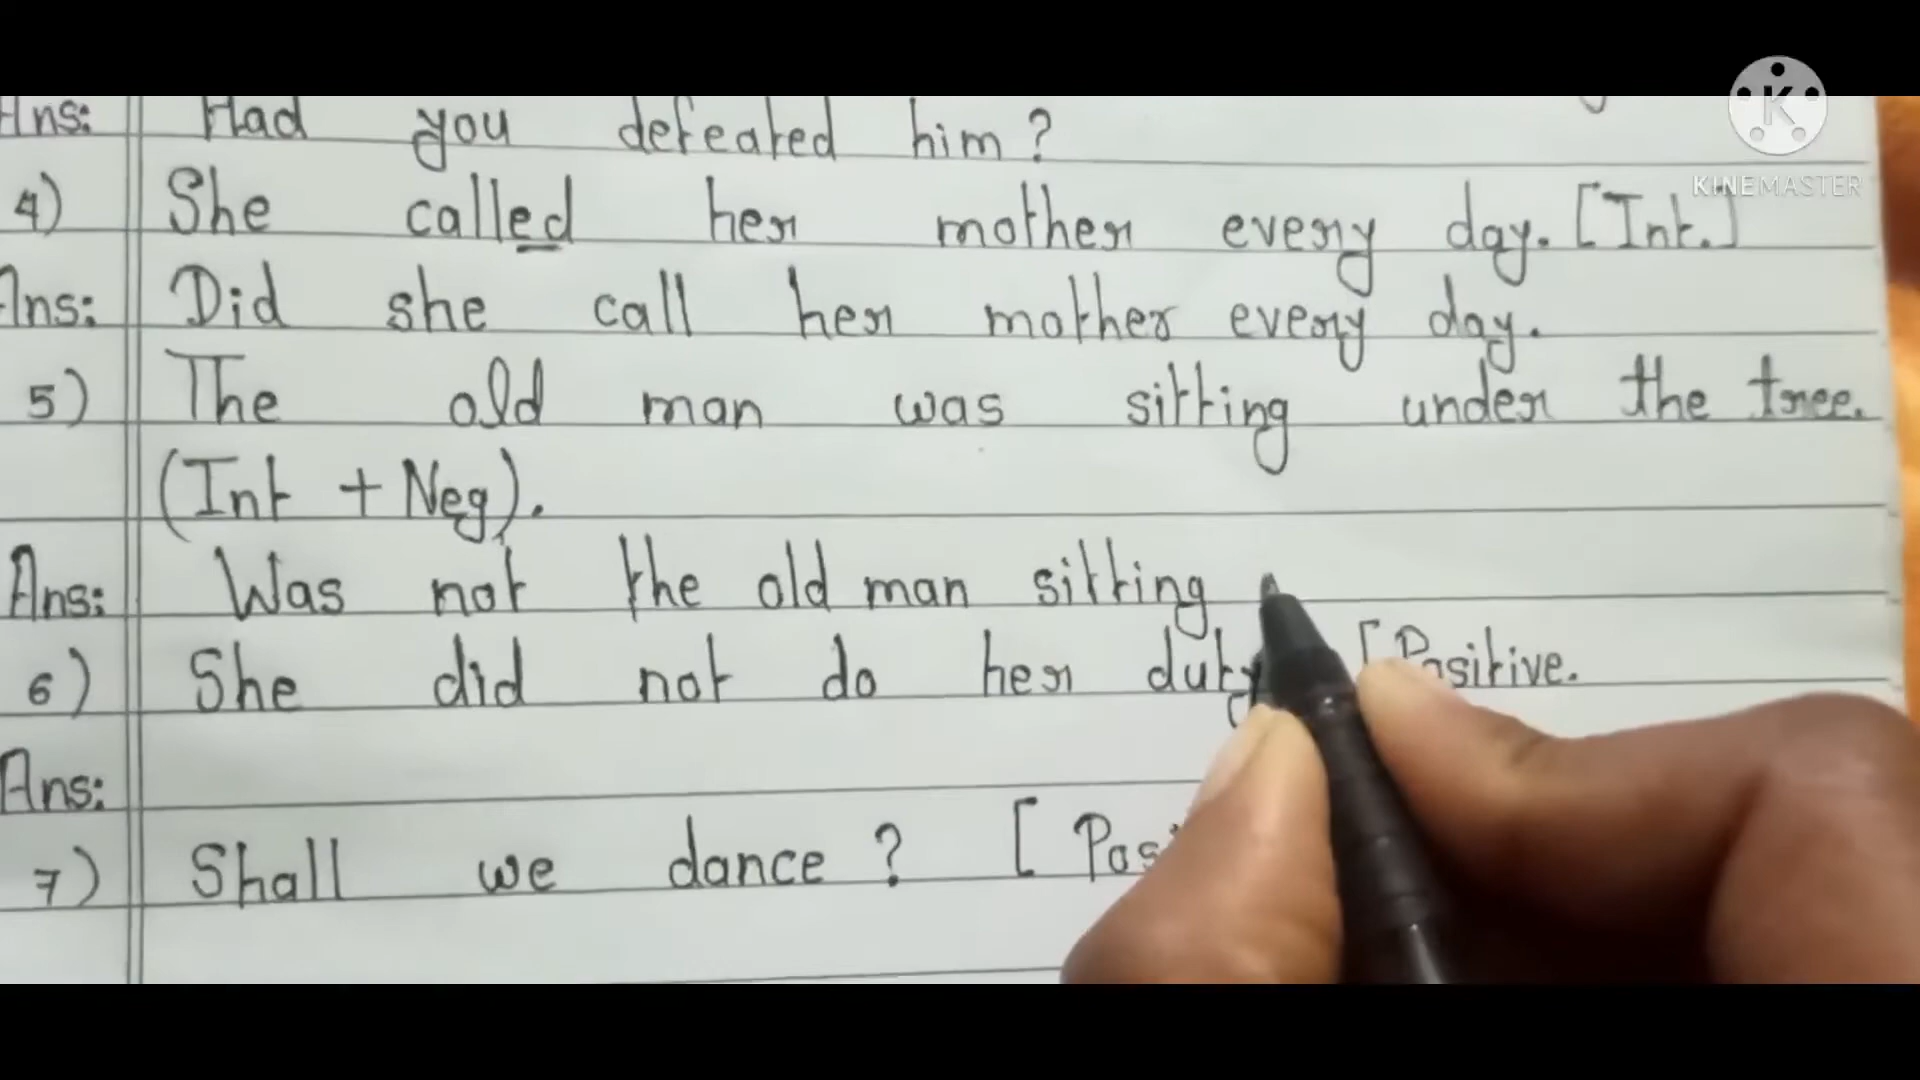 Ans: Had you defeated him?
4) She called her mother every day. [Int.]
Ans: Did she call her mother every day.
5) The old man was sitting under the tree.
(Int + Neg).
Ans: Was not the old man sitting
6) She did not do her duty [Positive.
Ans:
7) Shall we dance? [
KINEMASTER